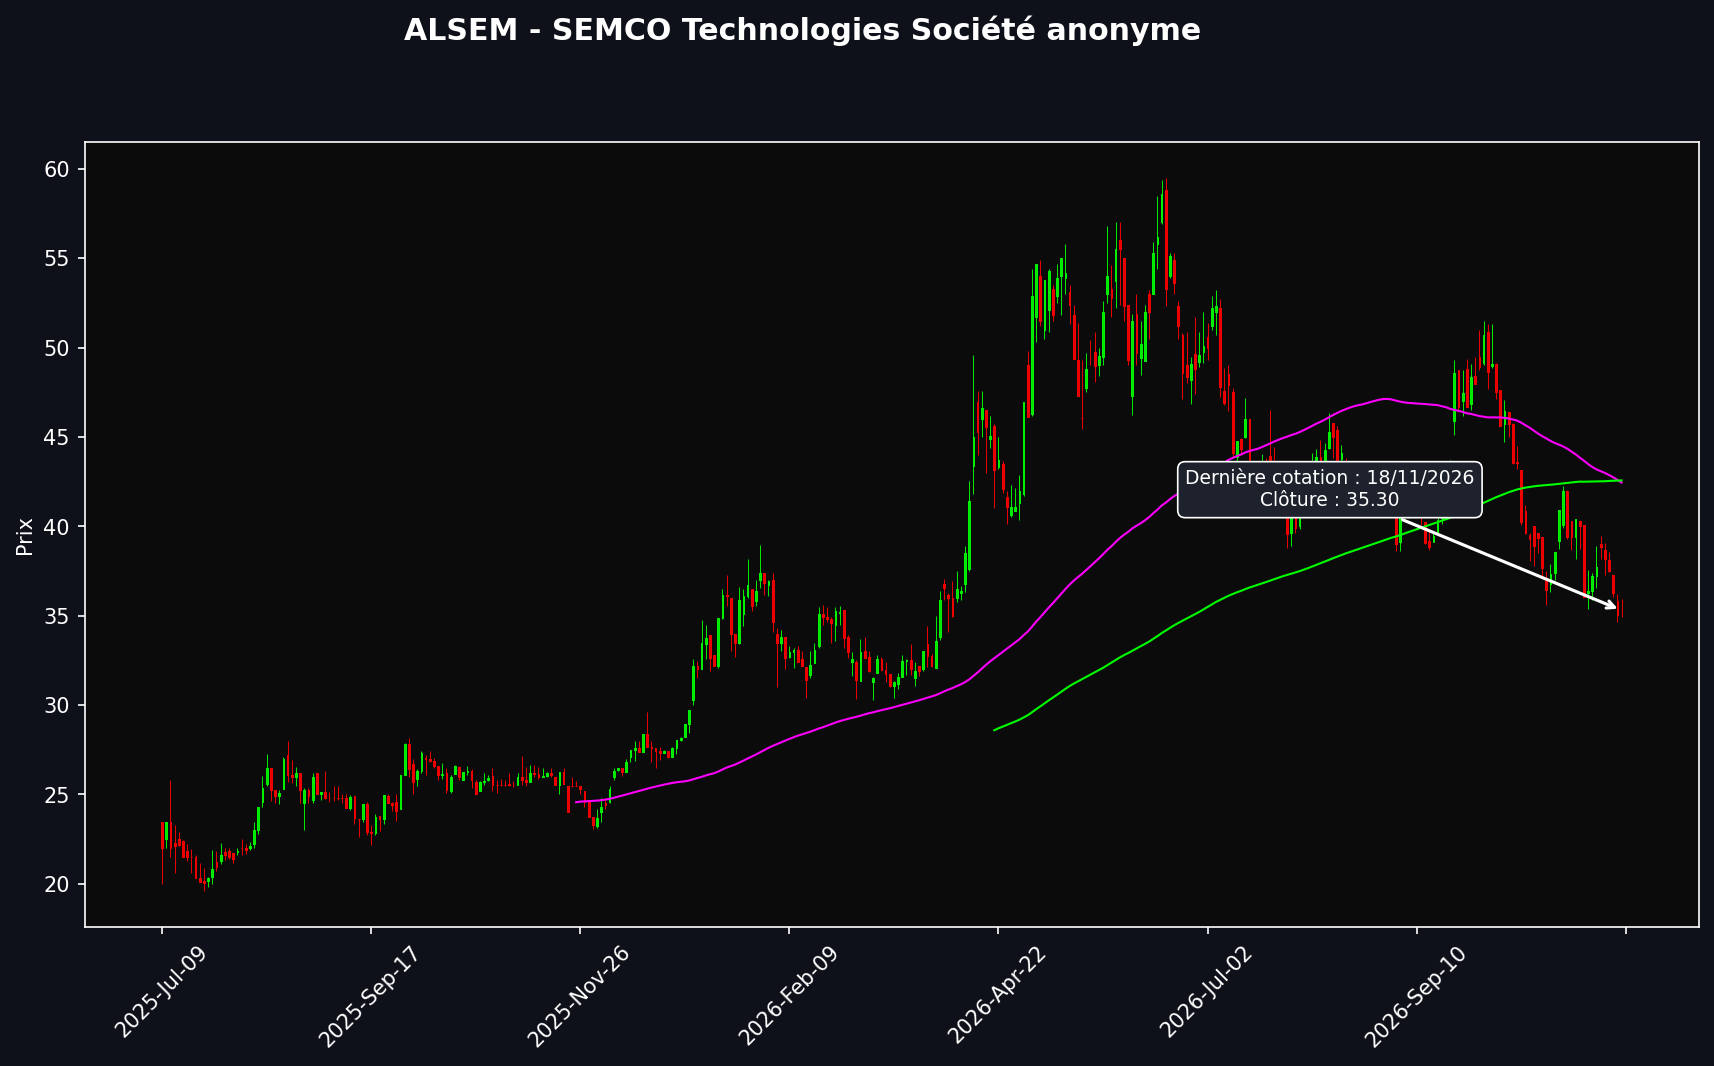 ALSEM - SEMCO Technologies Société anonyme
Prix
60
55
50
45
40
35
30
25
20
Dernière cotation : 18/11/2026
Clôture : 35.30
2025-Jul-09
2025-Sep-17
2025-Nov-26
2026-Feb-09
2026-Apr-22
2026-Jul-02
2026-Sep-10